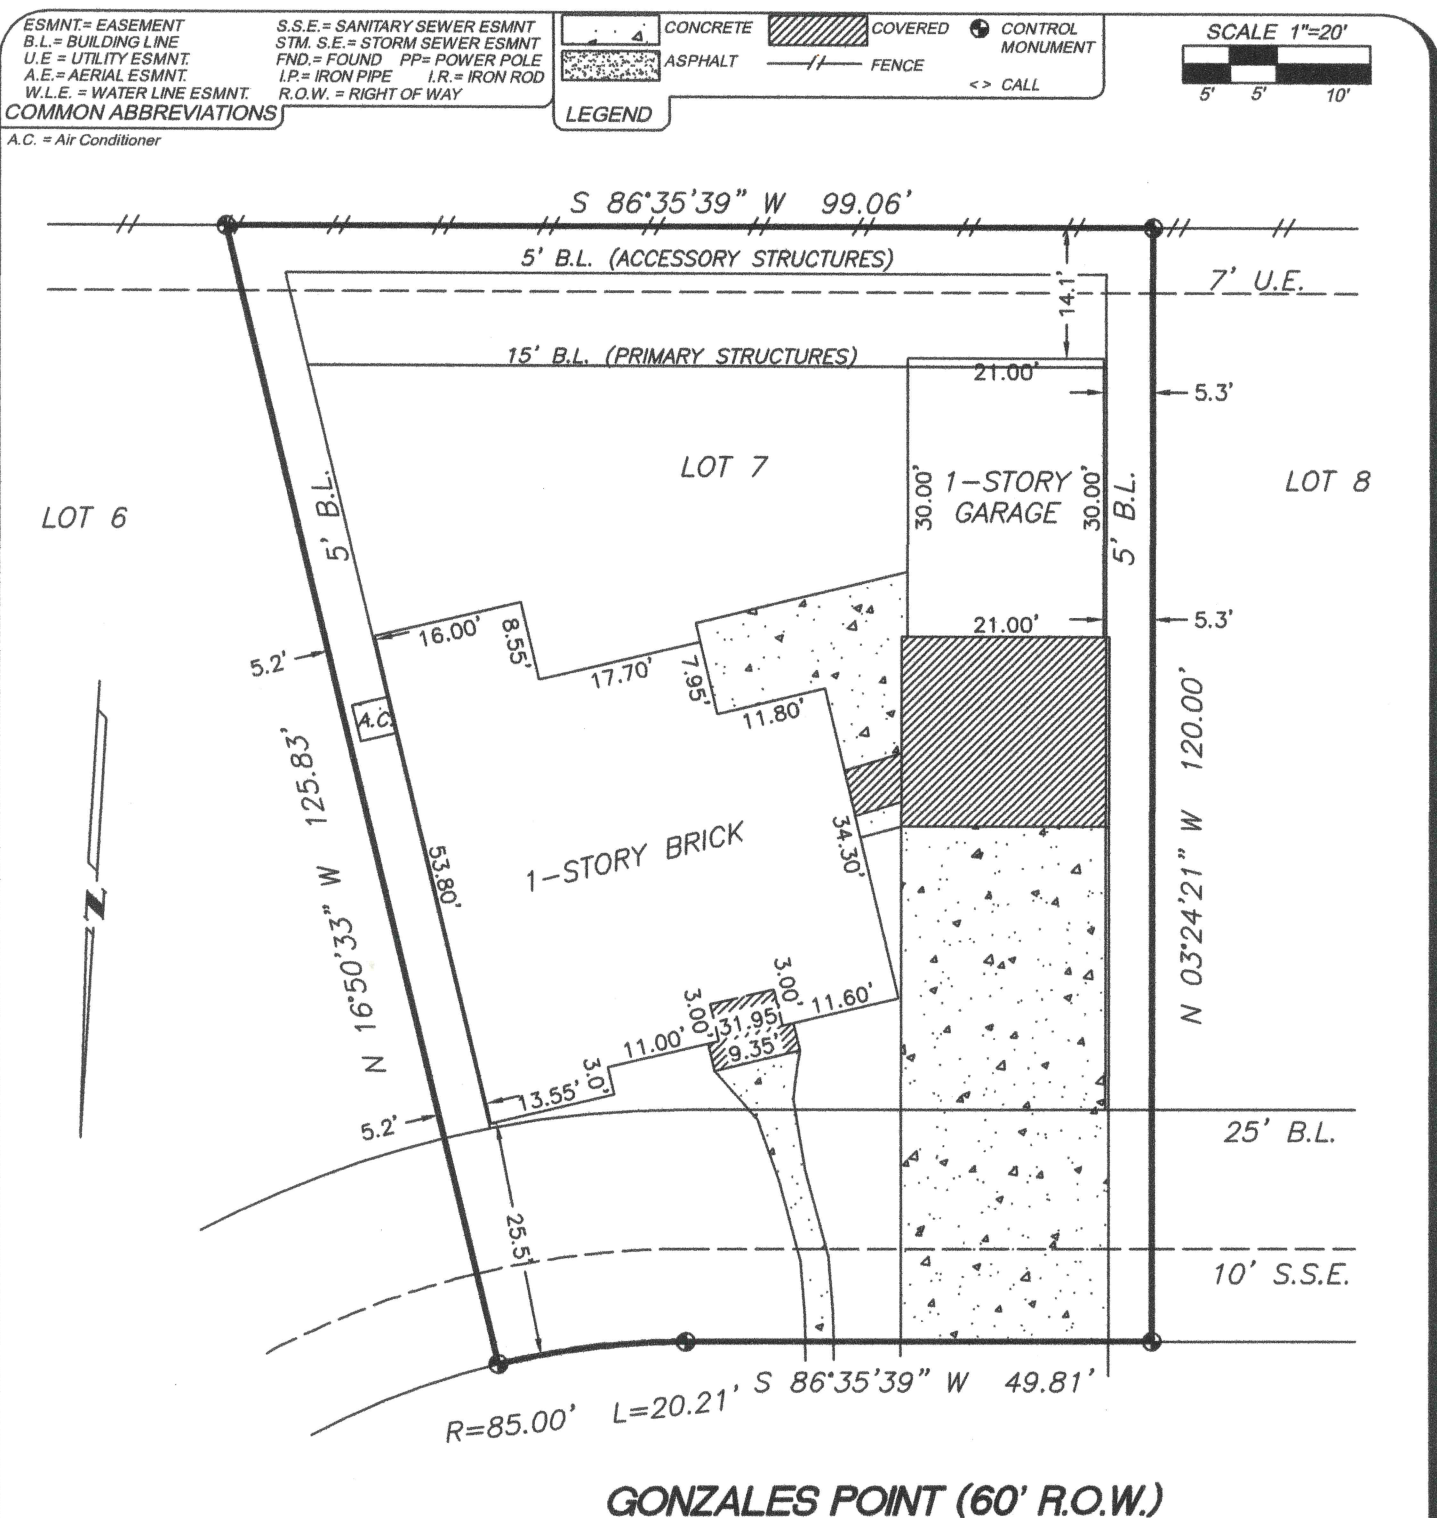 ESMNT.= EASEMENT
B.L.= BUILDING LINE
U.E = UTILITY ESMNT.
A.E.= AERIAL ESMNT.
W.L.E. = WATER LINE ESMNT.
S.S.E.= SANITARY SEWER ESMNT
STM. S.E.= STORM SEWER ESMNT
FND.= FOUND PP= POWER POLE
I.P.= IRON PIPE I.R.= IRON ROD
R.O.W. = RIGHT OF WAY
COMMON ABBREVIATIONS
A.C. = Air Conditioner
CONCRETE
ASPHALT
COVERED
FENCE
CONTROL
MONUMENT
<> CALL
LEGEND
SCALE 1"=20'
5' 5' 10'
S 86°35'39" W 99.06'
5' B.L. (ACCESSORY STRUCTURES)
7' U.E.
14.1'
15' B.L. (PRIMARY STRUCTURES)
21.00'
5.3'
LOT 7
LOT 6
LOT 8
5' B.L.
30.00'
1-STORY
GARAGE
30.00'
5' B.L.
21.00'
5.3'
16.00'
8.55'
17.70'
7.95'
11.80'
5.2'
A.C.
N 16°50'33" W 125.83'
53.80'
1-STORY BRICK
34.30'
N 03°24'21" W 120.00'
3.00'
3.00'
11.60'
31.95
9.35'
11.00'
3.0'
13.55'
5.2'
25' B.L.
25.5'
10' S.S.E.
S 86°35'39" W 49.81'
R=85.00' L=20.21'
GONZALES POINT (60' R.O.W.)
N